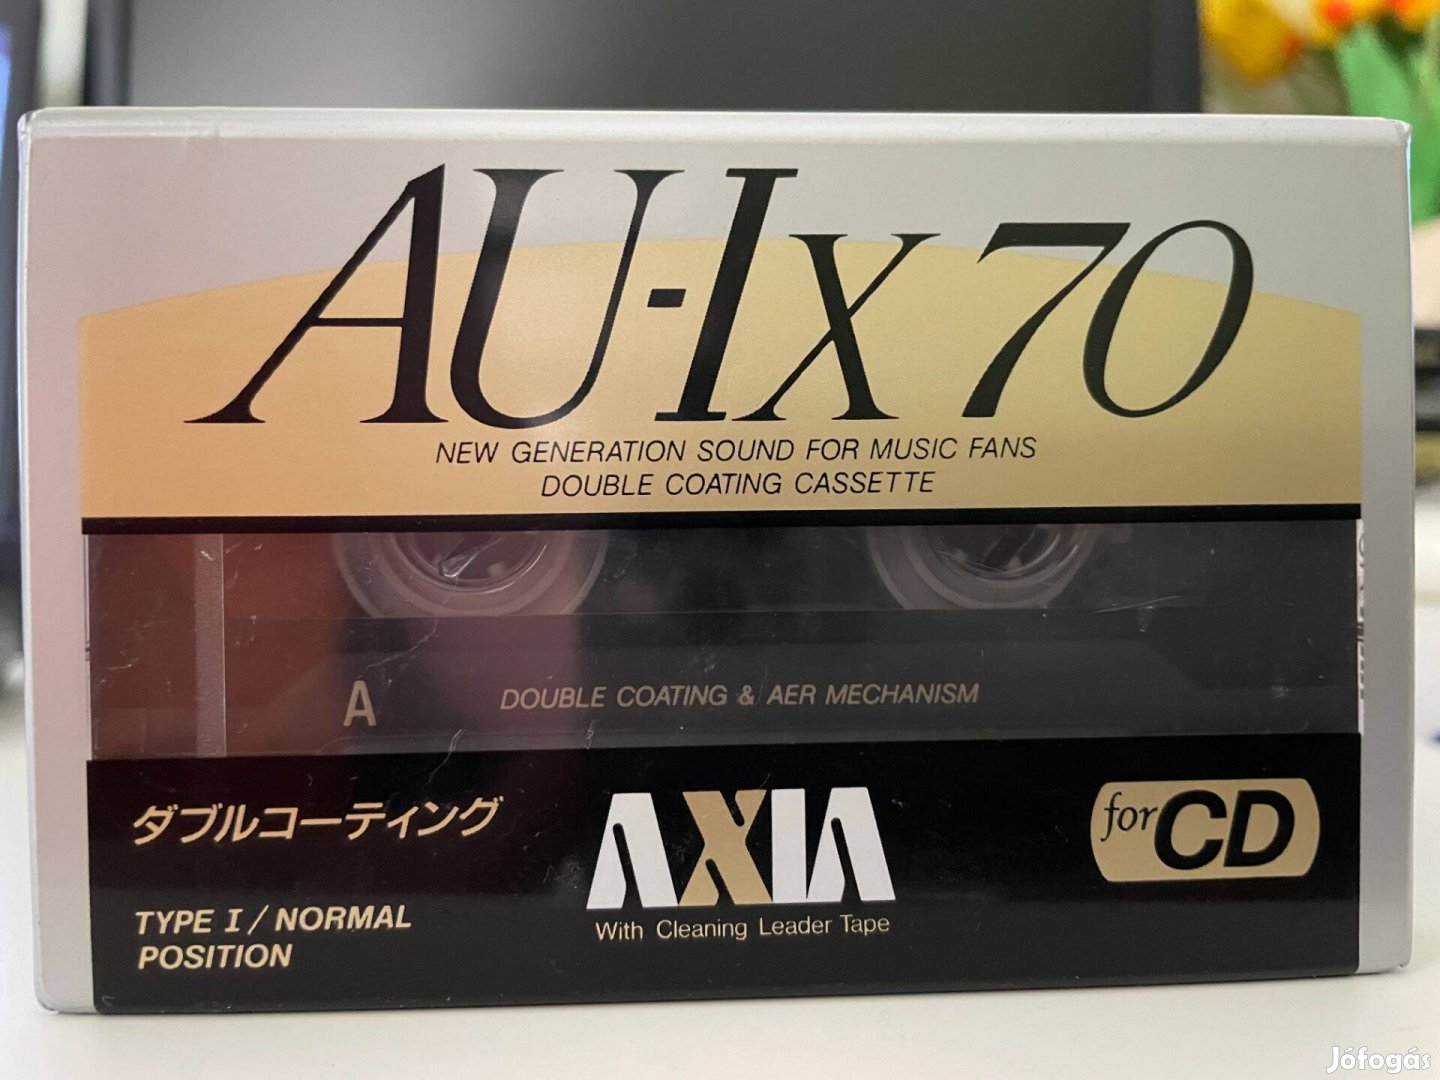 AU-Ix 70
NEW GENERATION SOUND FOR MUSIC FANS
DOUBLE COATING CASSETTE
A
DOUBLE COATING & AER MECHANISM
ダブルコーティング
AXIA
for CD
With Cleaning Leader Tape
TYPE I / NORMAL
POSITION
Jófogás